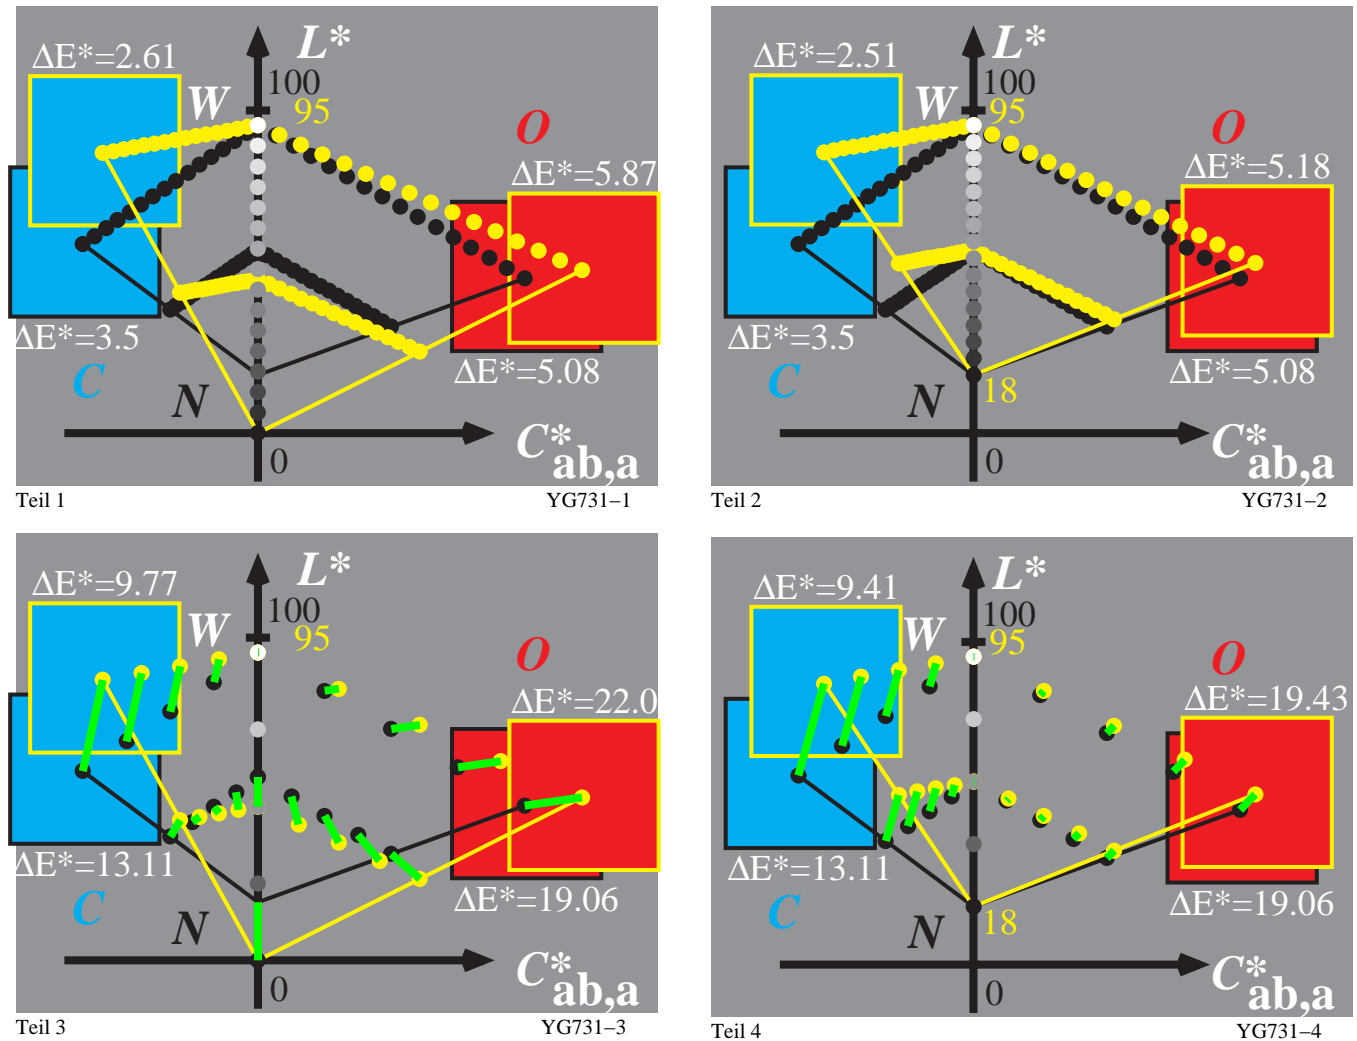 L*
ΔE*=2.61
100
W
95
O
ΔE*=5.87
ΔE*=3.5
ΔE*=5.08
C
N
C*ab,a
0
Teil 1
YG731–1
L*
ΔE*=2.51
100
W
95
O
ΔE*=5.18
ΔE*=3.5
ΔE*=5.08
C
N
18
C*ab,a
0
Teil 2
YG731–2
L*
ΔE*=9.77
100
W
95
O
ΔE*=22.0
ΔE*=13.11
ΔE*=19.06
C
N
C*ab,a
0
Teil 3
YG731–3
L*
ΔE*=9.41
100
W
95
O
ΔE*=19.43
ΔE*=13.11
ΔE*=19.06
C
N
18
C*ab,a
0
Teil 4
YG731–4